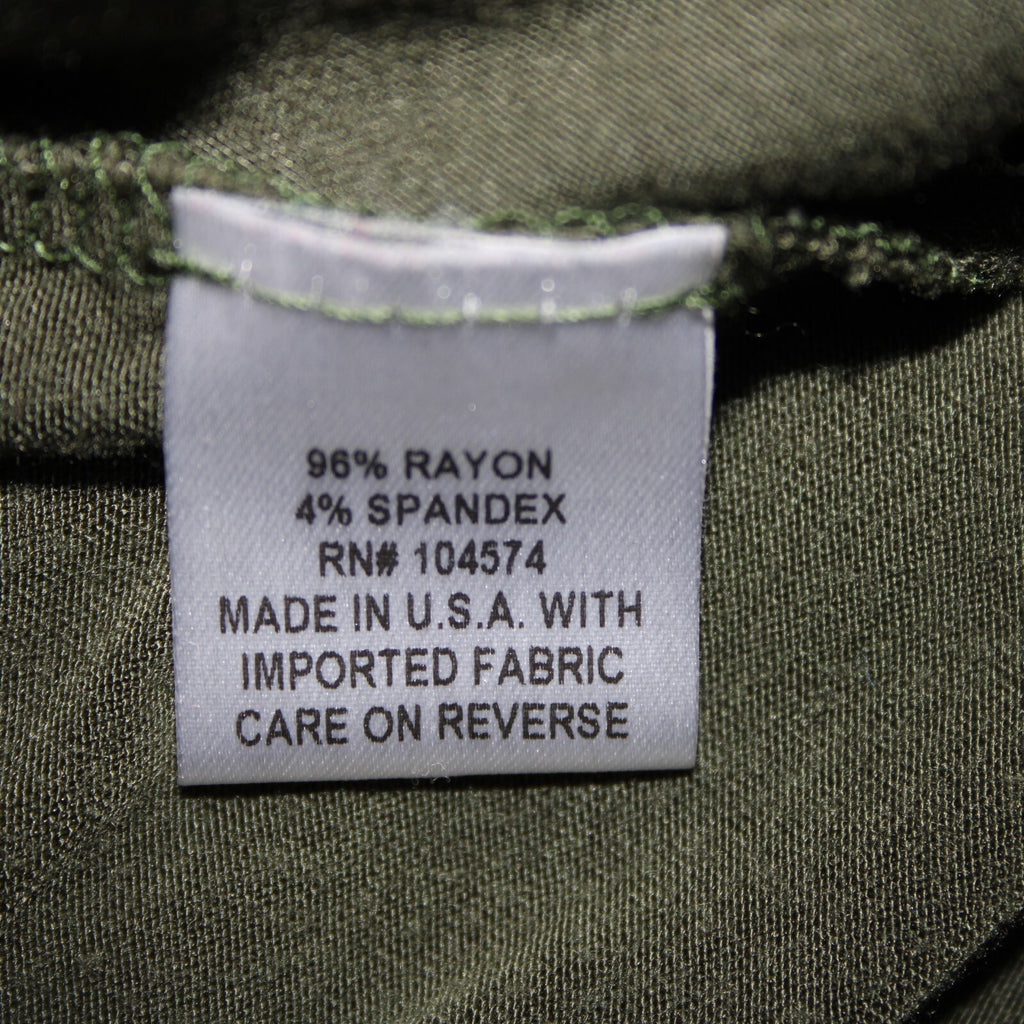 96% RAYON
4% SPANDEX
RN# 104574
MADE IN U.S.A. WITH
IMPORTED FABRIC
CARE ON REVERSE